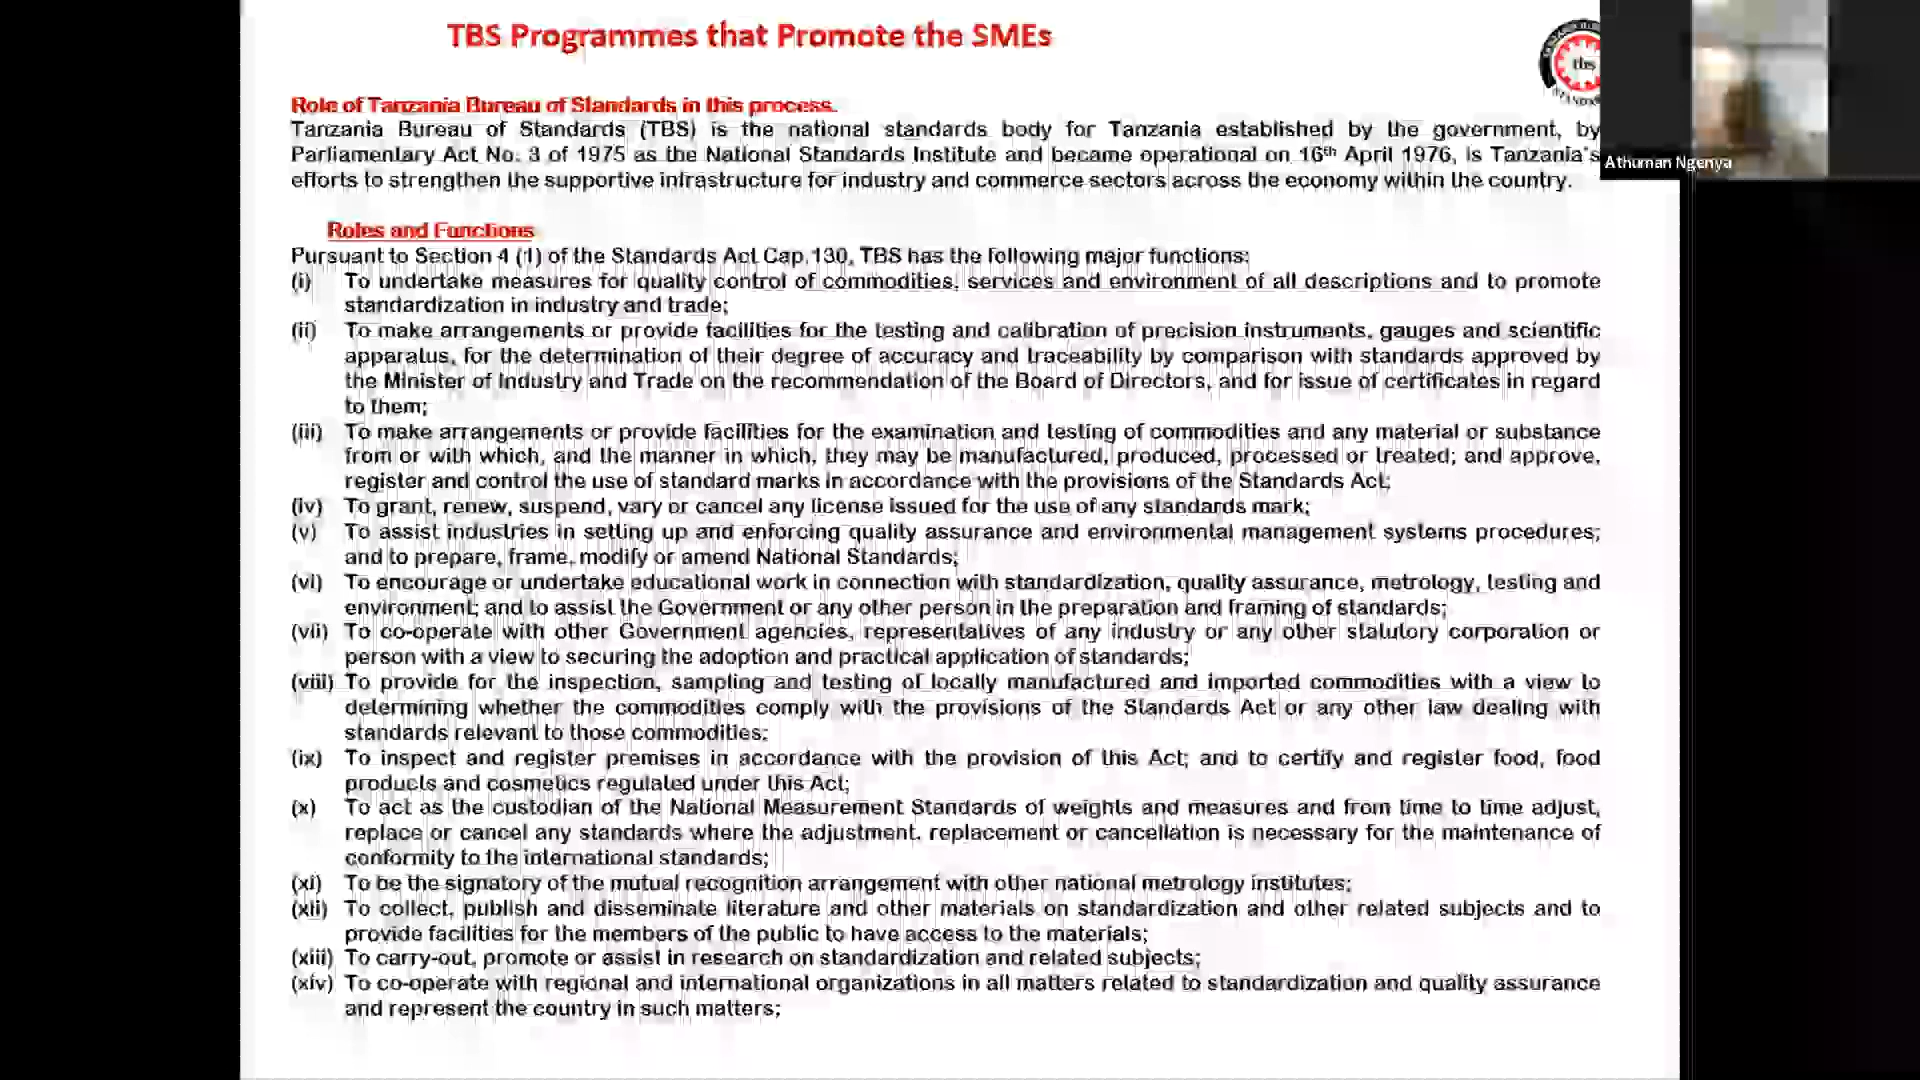 TBS Programmes that Promote the SMEs
tbs
Athuman Ngenya
Role of Tanzania Bureau of Standards in this process.
Tanzania Bureau of Standards (TBS) is the national standards body for Tanzania established by the government, by
Parliamentary Act No. 3 of 1975 as the National Standards Institute and became operational on 16th April 1976, is Tanzania's
efforts to strengthen the supportive infrastructure for industry and commerce sectors across the economy within the country.
Roles and Functions
Pursuant to Section 4 (1) of the Standards Act Cap.130, TBS has the following major functions:
(i) To undertake measures for quality control of commodities, services and environment of all descriptions and to promote
standardization in industry and trade;
(ii) To make arrangements or provide facilities for the testing and calibration of precision instruments, gauges and scientific
apparatus, for the determination of their degree of accuracy and traceability by comparison with standards approved by
the Minister of Industry and Trade on the recommendation of the Board of Directors, and for issue of certificates in regard
to them;
(iii) To make arrangements or provide facilities for the examination and testing of commodities and any material or substance
from or with which, and the manner in which, they may be manufactured, produced, processed or treated; and approve,
register and control the use of standard marks in accordance with the provisions of the Standards Act;
(iv) To grant, renew, suspend, vary or cancel any license issued for the use of any standards mark;
(v) To assist industries in setting up and enforcing quality assurance and environmental management systems procedures;
and to prepare, frame, modify or amend National Standards;
(vi) To encourage or undertake educational work in connection with standardization, quality assurance, metrology, testing and
environment; and to assist the Government or any other person in the preparation and framing of standards;
(vii) To co-operate with other Government agencies, representatives of any industry or any other statutory corporation or
person with a view to securing the adoption and practical application of standards;
(viii) To provide for the inspection, sampling and testing of locally manufactured and imported commodities with a view to
determining whether the commodities comply with the provisions of the Standards Act or any other law dealing with
standards relevant to those commodities;
(ix) To inspect and register premises in accordance with the provision of this Act; and to certify and register food, food
products and cosmetics regulated under this Act;
(x) To act as the custodian of the National Measurement Standards of weights and measures and from time to time adjust,
replace or cancel any standards where the adjustment, replacement or cancellation is necessary for the maintenance of
conformity to the international standards;
(xi) To be the signatory of the mutual recognition arrangement with other national metrology institutes;
(xii) To collect, publish and disseminate literature and other materials on standardization and other related subjects and to
provide facilities for the members of the public to have access to the materials;
(xiii) To carry-out, promote or assist in research on standardization and related subjects;
(xiv) To co-operate with regional and international organizations in all matters related to standardization and quality assurance
and represent the country in such matters;